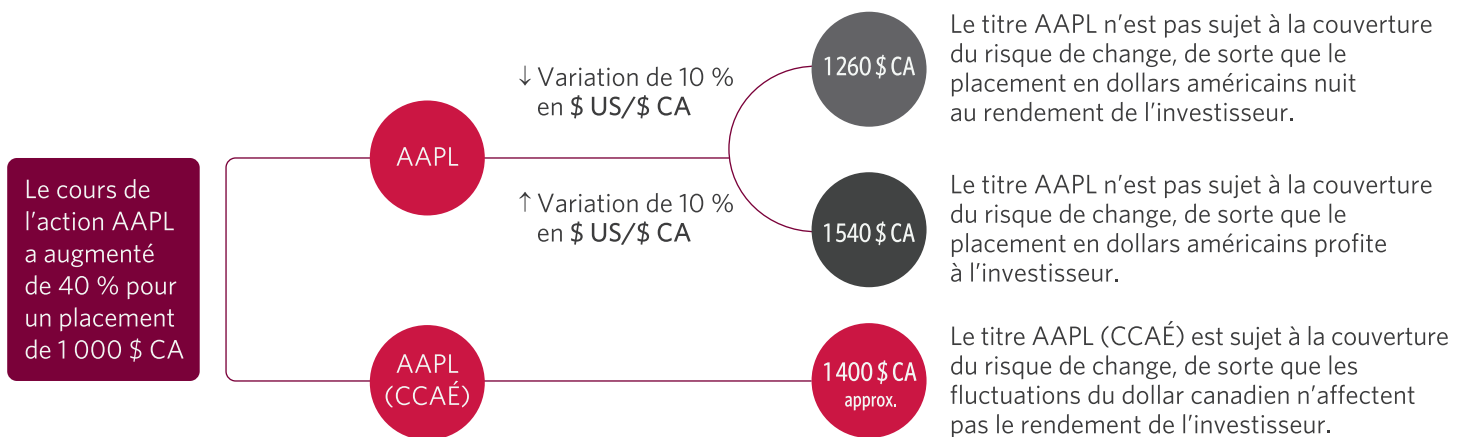 Le cours de
l’action AAPL
a augmenté
de 40 % pour
un placement
de 1 000 $ CA
AAPL
↓ Variation de 10 %
en $ US/$ CA
↑ Variation de 10 %
en $ US/$ CA
1260 $ CA
Le titre AAPL n’est pas sujet à la couverture
du risque de change, de sorte que le
placement en dollars américains nuit
au rendement de l’investisseur.
1540 $ CA
Le titre AAPL n’est pas sujet à la couverture
du risque de change, de sorte que le
placement en dollars américains profite
à l’investisseur.
AAPL
(CCAÉ)
1400 $ CA
approx.
Le titre AAPL (CCAÉ) est sujet à la couverture
du risque de change, de sorte que les
fluctuations du dollar canadien n’affectent
pas le rendement de l’investisseur.